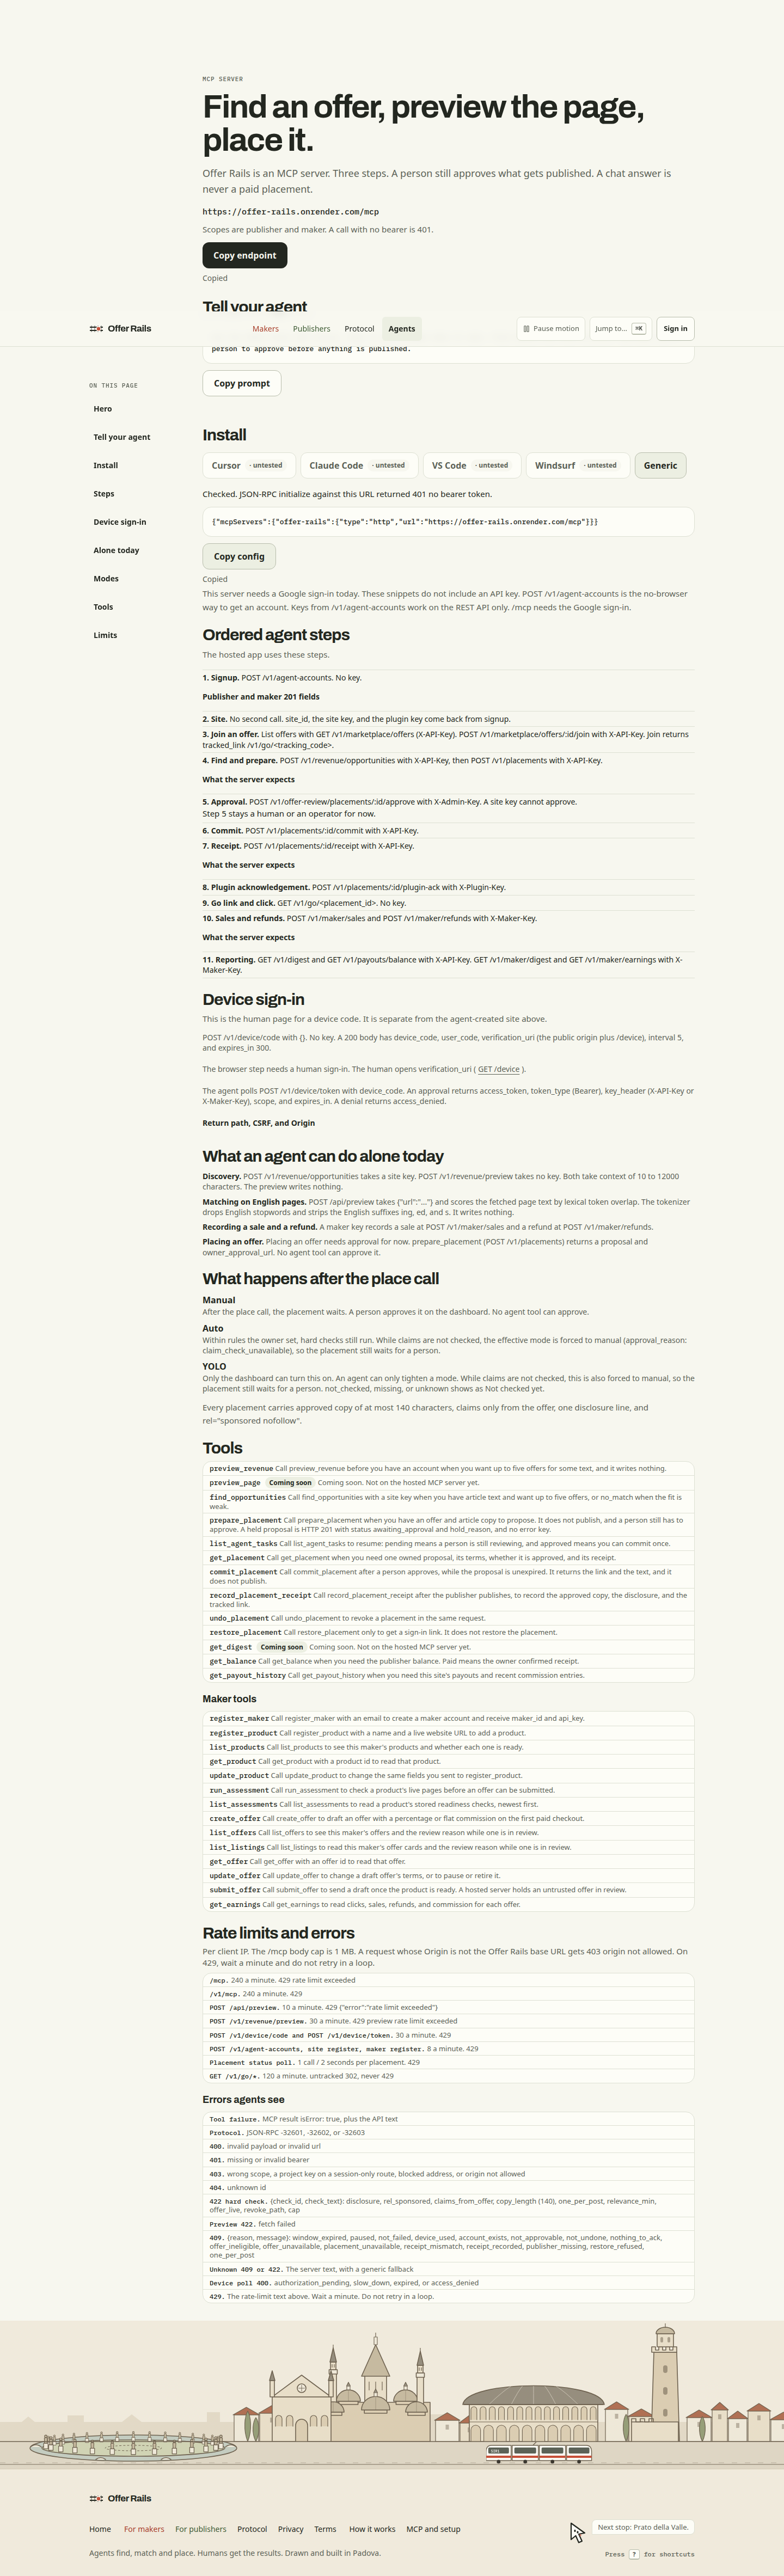 MCP SERVER
Find an offer, preview the page,
place it.
Offer Rails is an MCP server. Three steps. A person still approves what gets published. A chat answer is
never a paid placement.
https://offer-rails.onrender.com/mcp
Scopes are publisher and maker. A call with no bearer is 401.
Copy endpoint
Copied
Tell your agent
Offer Rails
Makers Publishers Protocol Agents
Pause motion Jump to... ⌘K Sign in
person to approve before anything is published.
Copy prompt
ON THIS PAGE
Hero
Tell your agent
Install
Steps
Device sign-in
Alone today
Modes
Tools
Limits
Install
Cursor · untested Claude Code · untested VS Code · untested Windsurf · untested Generic
Checked. JSON-RPC initialize against this URL returned 401 no bearer token.
{"mcpServers":{"offer-rails":{"type":"http","url":"https://offer-rails.onrender.com/mcp"}}}
Copy config
Copied
This server needs a Google sign-in today. These snippets do not include an API key. POST /v1/agent-accounts is the no-browser
way to get an account. Keys from /v1/agent-accounts work on the REST API only. /mcp needs the Google sign-in.
Ordered agent steps
The hosted app uses these steps.
1. Signup. POST /v1/agent-accounts. No key.
Publisher and maker 201 fields
2. Site. No second call. site_id, the site key, and the plugin key come back from signup.
3. Join an offer. List offers with GET /v1/marketplace/offers (X-API-Key). POST /v1/marketplace/offers/:id/join with X-API-Key. Join returns
tracked_link /v1/go/<tracking_code>.
4. Find and prepare. POST /v1/revenue/opportunities with X-API-Key, then POST /v1/placements with X-API-Key.
What the server expects
5. Approval. POST /v1/offer-review/placements/:id/approve with X-Admin-Key. A site key cannot approve.
Step 5 stays a human or an operator for now.
6. Commit. POST /v1/placements/:id/commit with X-API-Key.
7. Receipt. POST /v1/placements/:id/receipt with X-API-Key.
What the server expects
8. Plugin acknowledgement. POST /v1/placements/:id/plugin-ack with X-Plugin-Key.
9. Go link and click. GET /v1/go/<placement_id>. No key.
10. Sales and refunds. POST /v1/maker/sales and POST /v1/maker/refunds with X-Maker-Key.
What the server expects
11. Reporting. GET /v1/digest and GET /v1/payouts/balance with X-API-Key. GET /v1/maker/digest and GET /v1/maker/earnings with X-
Maker-Key.
Device sign-in
This is the human page for a device code. It is separate from the agent-created site above.
POST /v1/device/code with {}. No key. A 200 body has device_code, user_code, verification_uri (the public origin plus /device), interval 5,
and expires_in 300.
The browser step needs a human sign-in. The human opens verification_uri ( GET /device ).
The agent polls POST /v1/device/token with device_code. An approval returns access_token, token_type (Bearer), key_header (X-API-Key or
X-Maker-Key), scope, and expires_in. A denial returns access_denied.
Return path, CSRF, and Origin
What an agent can do alone today
Discovery. POST /v1/revenue/opportunities takes a site key. POST /v1/revenue/preview takes no key. Both take context of 10 to 12000
characters. The preview writes nothing.
Matching on English pages. POST /api/preview takes {"url":"..."} and scores the fetched page text by lexical token overlap. The tokenizer
drops English stopwords and strips the English suffixes ing, ed, and s. It writes nothing.
Recording a sale and a refund. A maker key records a sale at POST /v1/maker/sales and a refund at POST /v1/maker/refunds.
Placing an offer. Placing an offer needs approval for now. prepare_placement (POST /v1/placements) returns a proposal and
owner_approval_url. No agent tool can approve it.
What happens after the place call
Manual
After the place call, the placement waits. A person approves it on the dashboard. No agent tool can approve.
Auto
Within rules the owner set, hard checks still run. While claims are not checked, the effective mode is forced to manual (approval_reason:
claim_check_unavailable), so the placement still waits for a person.
YOLO
Only the dashboard can turn this on. An agent can only tighten a mode. While claims are not checked, this is also forced to manual, so the
placement still waits for a person. not_checked, missing, or unknown shows as Not checked yet.
Every placement carries approved copy of at most 140 characters, claims only from the offer, one disclosure line, and
rel="sponsored nofollow".
Tools
preview_revenue Call preview_revenue before you have an account when you want up to five offers for some text, and it writes nothing.
preview_page Coming soon Coming soon. Not on the hosted MCP server yet.
find_opportunities Call find_opportunities with a site key when you have article text and want up to five offers, or no_match when the fit is
weak.
prepare_placement Call prepare_placement when you have an offer and article copy to propose. It does not publish, and a person still has to
approve. A held proposal is HTTP 201 with status awaiting_approval and hold_reason, and no error key.
list_agent_tasks Call list_agent_tasks to resume: pending means a person is still reviewing, and approved means you can commit once.
get_placement Call get_placement when you need one owned proposal, its terms, whether it is approved, and its receipt.
commit_placement Call commit_placement after a person approves, while the proposal is unexpired. It returns the link and the text, and it
does not publish.
record_placement_receipt Call record_placement_receipt after the publisher publishes, to record the approved copy, the disclosure, and the
tracked link.
undo_placement Call undo_placement to revoke a placement in the same request.
restore_placement Call restore_placement only to get a sign-in link. It does not restore the placement.
get_digest Coming soon Coming soon. Not on the hosted MCP server yet.
get_balance Call get_balance when you need the publisher balance. Paid means the owner confirmed receipt.
get_payout_history Call get_payout_history when you need this site's payouts and recent commission entries.
Maker tools
register_maker Call register_maker with an email to create a maker account and receive maker_id and api_key.
register_product Call register_product with a name and a live website URL to add a product.
list_products Call list_products to see this maker's products and whether each one is ready.
get_product Call get_product with a product id to read that product.
update_product Call update_product to change the same fields you sent to register_product.
run_assessment Call run_assessment to check a product's live pages before an offer can be submitted.
list_assessments Call list_assessments to read a product's stored readiness checks, newest first.
create_offer Call create_offer to draft an offer with a percentage or flat commission on the first paid checkout.
list_offers Call list_offers to see this maker's offers and the review reason while one is in review.
list_listings Call list_listings to read this maker's offer cards and the review reason while one is in review.
get_offer Call get_offer with an offer id to read that offer.
update_offer Call update_offer to change a draft offer's terms, or to pause or retire it.
submit_offer Call submit_offer to send a draft once the product is ready. A hosted server holds an untrusted offer in review.
get_earnings Call get_earnings to read clicks, sales, refunds, and commission for each offer.
Rate limits and errors
Per client IP. The /mcp body cap is 1 MB. A request whose Origin is not the Offer Rails base URL gets 403 origin not allowed. On
429, wait a minute and do not retry in a loop.
/mcp. 240 a minute. 429 rate limit exceeded
/v1/mcp. 240 a minute. 429
POST /api/preview. 10 a minute. 429 {"error":"rate limit exceeded"}
POST /v1/revenue/preview. 30 a minute. 429 preview rate limit exceeded
POST /v1/device/code and POST /v1/device/token. 30 a minute. 429
POST /v1/agent-accounts, site register, maker register. 8 a minute. 429
Placement status poll. 1 call / 2 seconds per placement. 429
GET /v1/go/*. 120 a minute. untracked 302, never 429
Errors agents see
Tool failure. MCP result isError: true, plus the API text
Protocol. JSON-RPC -32601, -32602, or -32603
400. invalid payload or invalid url
401. missing or invalid bearer
403. wrong scope, a project key on a session-only route, blocked address, or origin not allowed
404. unknown id
422 hard check. {check_id, check_text}: disclosure, rel_sponsored, claims_from_offer, copy_length (140), one_per_post, relevance_min,
offer_live, revoke_path, cap
Preview 422. fetch failed
409. {reason, message}: window_expired, paused, not_failed, device_used, account_exists, not_approvable, not_undone, nothing_to_ack,
offer_ineligible, offer_unavailable, placement_unavailable, receipt_mismatch, receipt_recorded, publisher_missing, restore_refused,
one_per_post
Unknown 409 or 422. The server text, with a generic fallback
Device poll 400. authorization_pending, slow_down, expired, or access_denied
429. The rate-limit text above. Wait a minute. Do not retry in a loop.
Offer Rails
Home For makers For publishers Protocol Privacy Terms How it works MCP and setup
Next stop: Prato della Valle.
Agents find, match and place. Humans get the results. Drawn and built in Padova.
Press ? for shortcuts